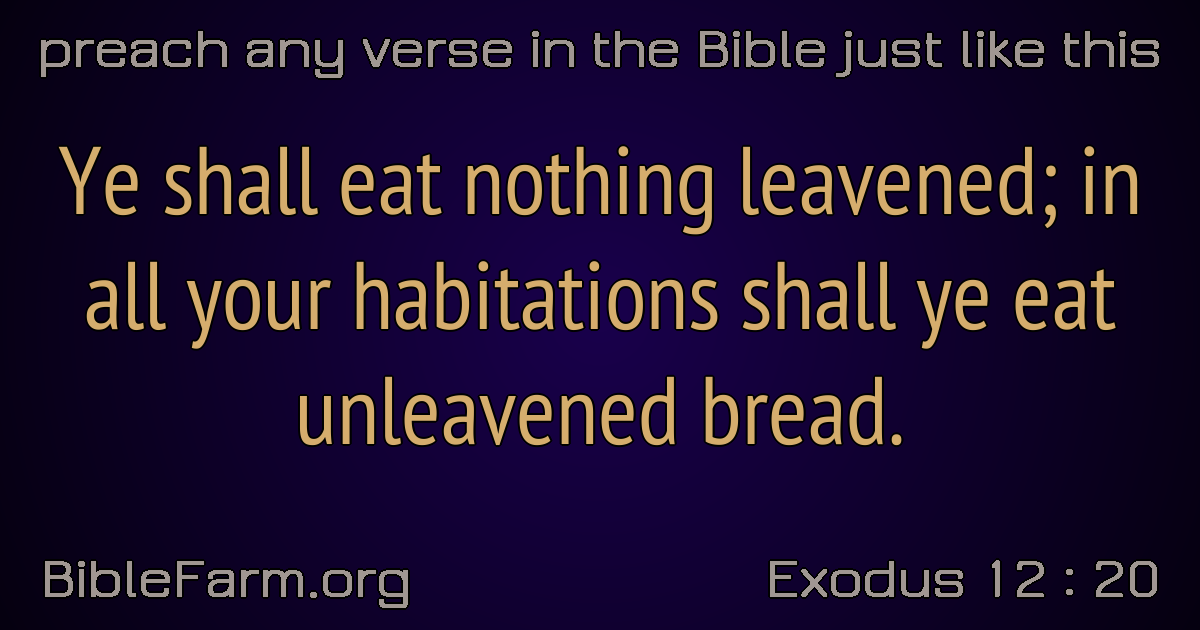 preach any verse in the Bible just like this
Ye shall eat nothing leavened; in
all your habitations shall ye eat
unleavened bread.
BibleFarm.org
Exodus 12 : 20